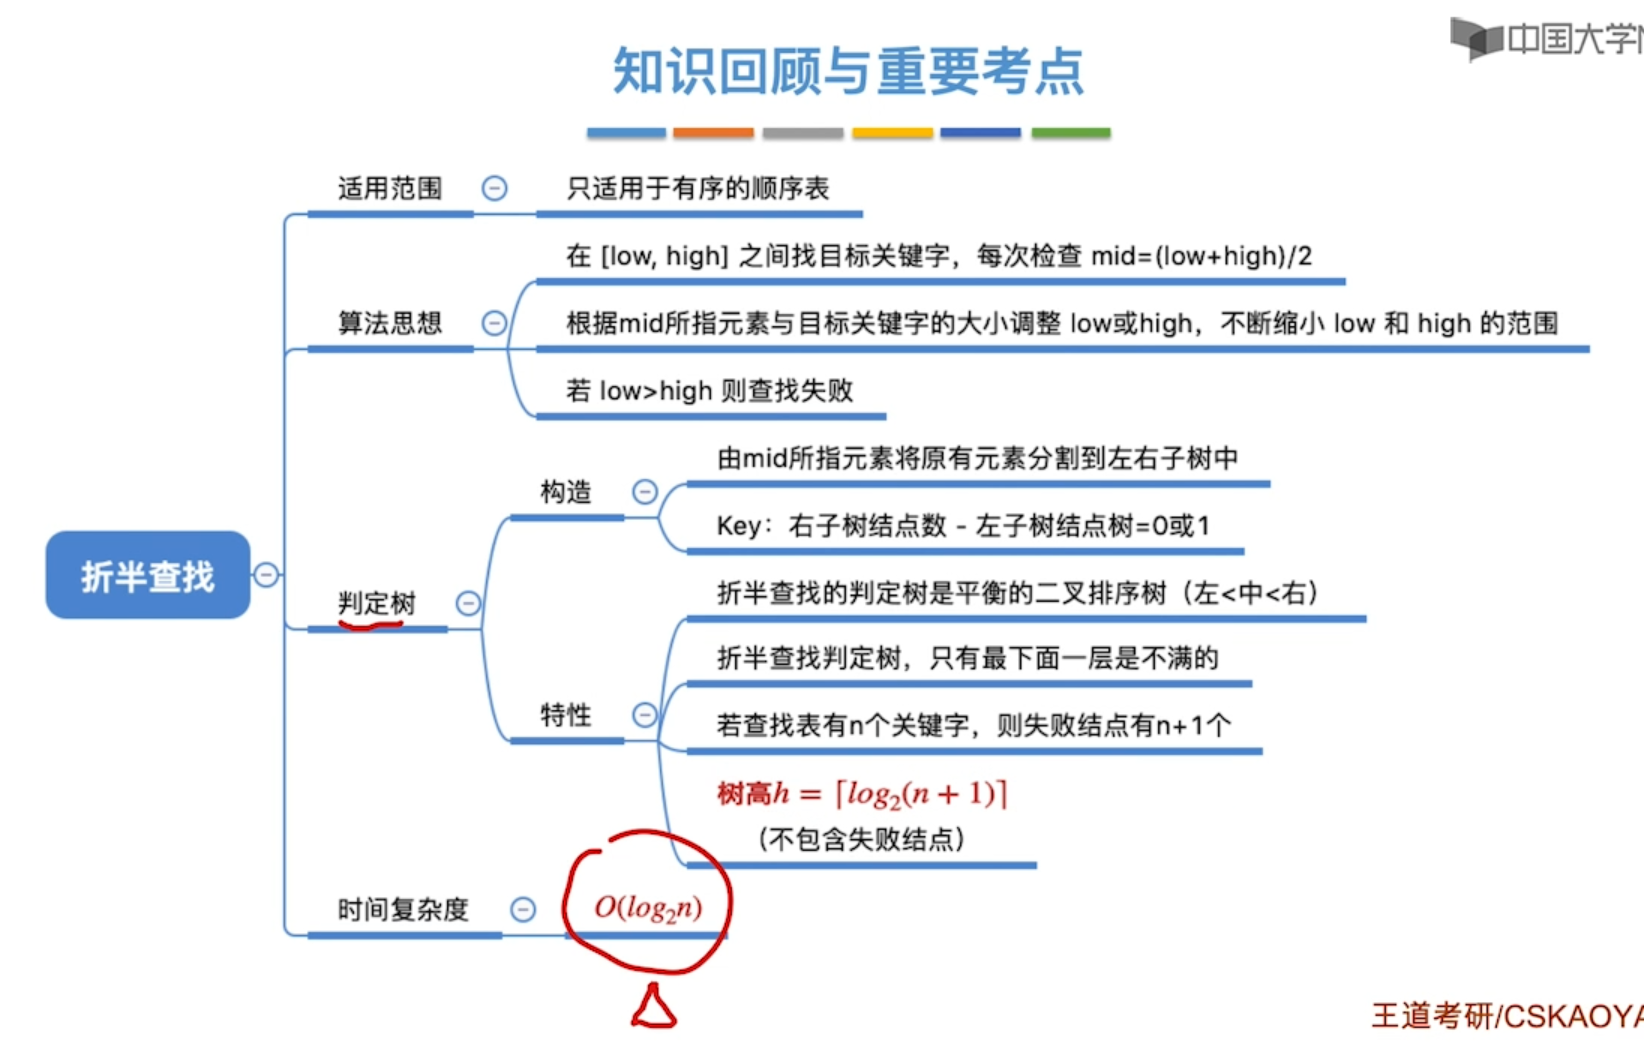 中国大学
知识回顾与重要考点
适用范围
只适用于有序的顺序表
算法思想
在 [low, high] 之间找目标关键字，每次检查 mid=(low+high)/2
根据mid所指元素与目标关键字的大小调整 low或high，不断缩小 low 和 high 的范围
若 low>high 则查找失败
折半查找
判定树
构造
由mid所指元素将原有元素分割到左右子树中
Key：右子树结点数 - 左子树结点树=0或1
特性
折半查找的判定树是平衡的二叉排序树（左<中<右）
折半查找判定树，只有最下面一层是不满的
若查找表有n个关键字，则失败结点有n+1个
树高h = ⌈log₂(n + 1)⌉
（不包含失败结点）
时间复杂度
O(log₂n)
王道考研/CSKAOYA